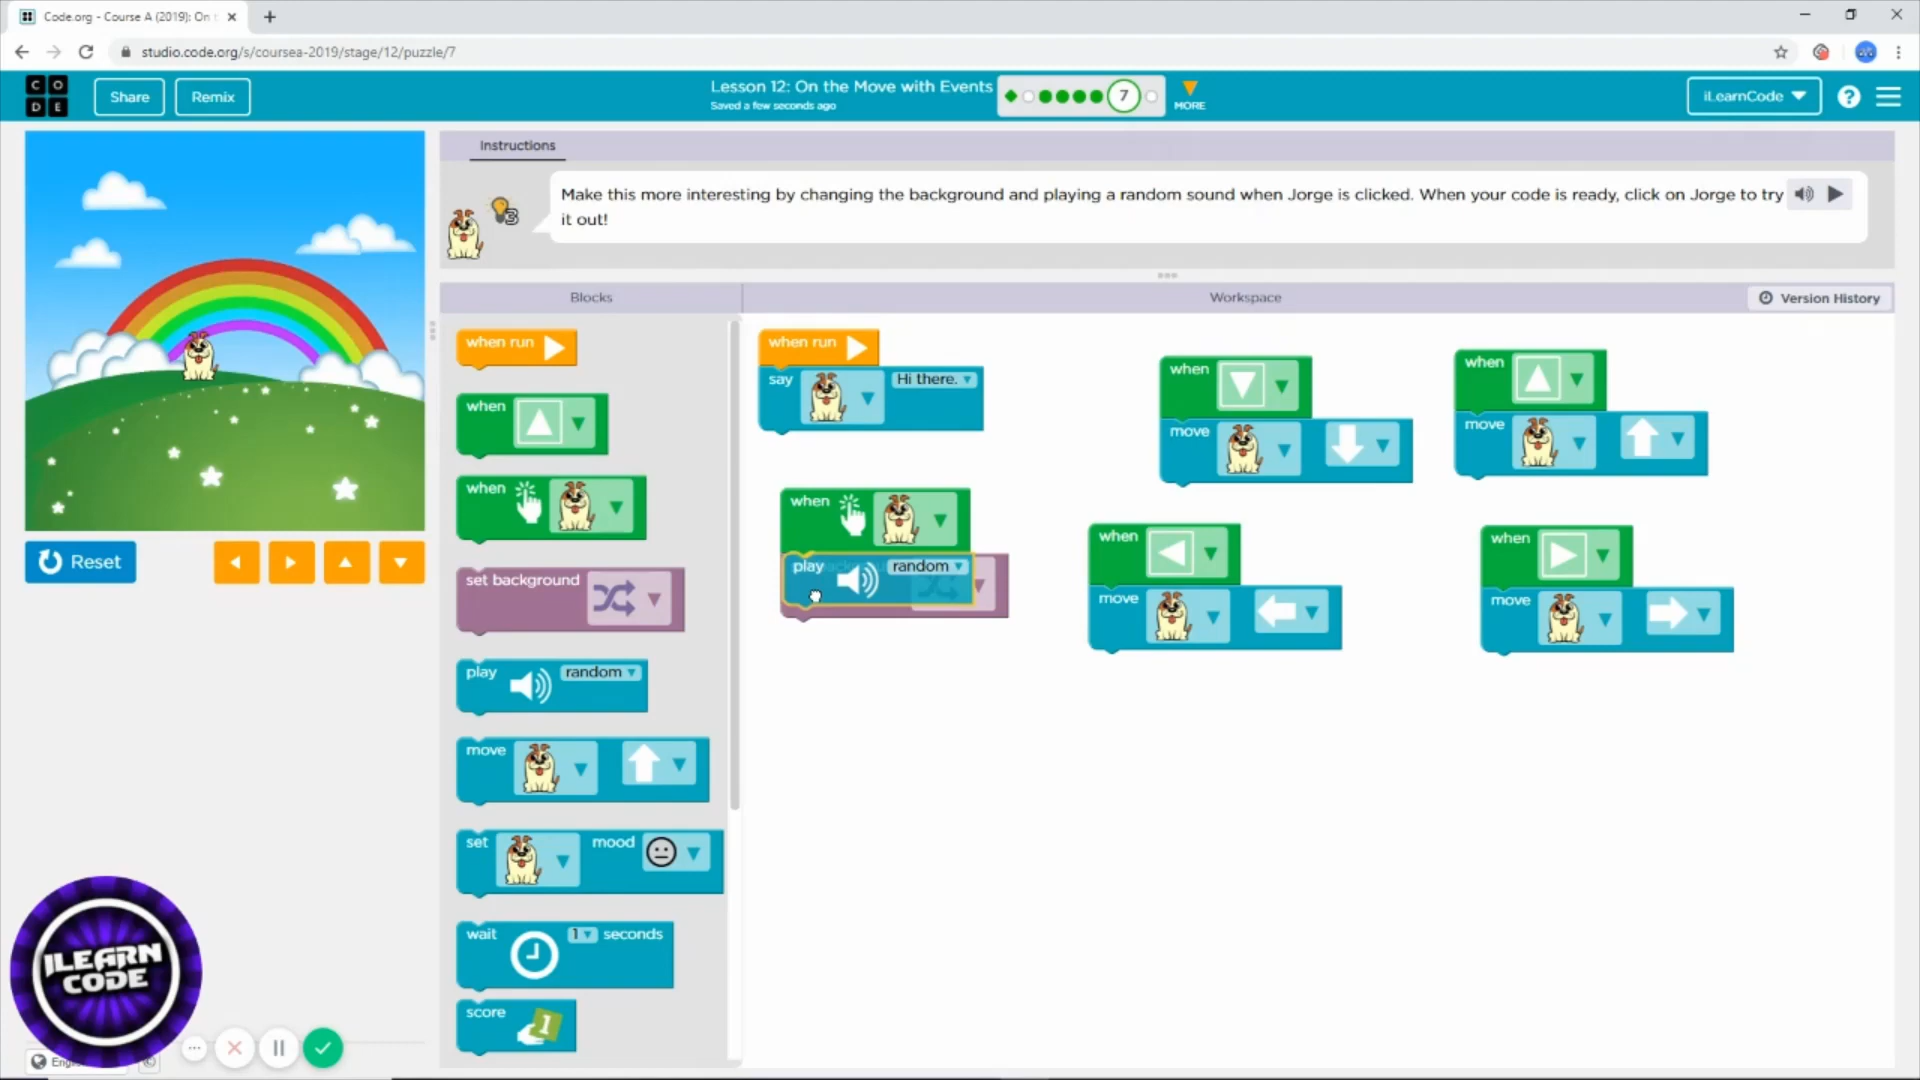 Code.org - Course A (2019): On t
studio.code.org/s/coursea-2019/stage/12/puzzle/7
C O
D E
Share
Remix
Lesson 12: On the Move with Events
Saved a few seconds ago
7
MORE
iLearnCode
?
Instructions
3
Make this more interesting by changing the background and playing a random sound when Jorge is clicked. When your code is ready, click on Jorge to try
it out!
Blocks
Workspace
Version History
when run
when
when
set background
play random
move
set mood
wait 1 seconds
score 1
when run
say Hi there.
when
play random
when
move
when
move
when
move
when
move
Reset
ILEARN
CODE